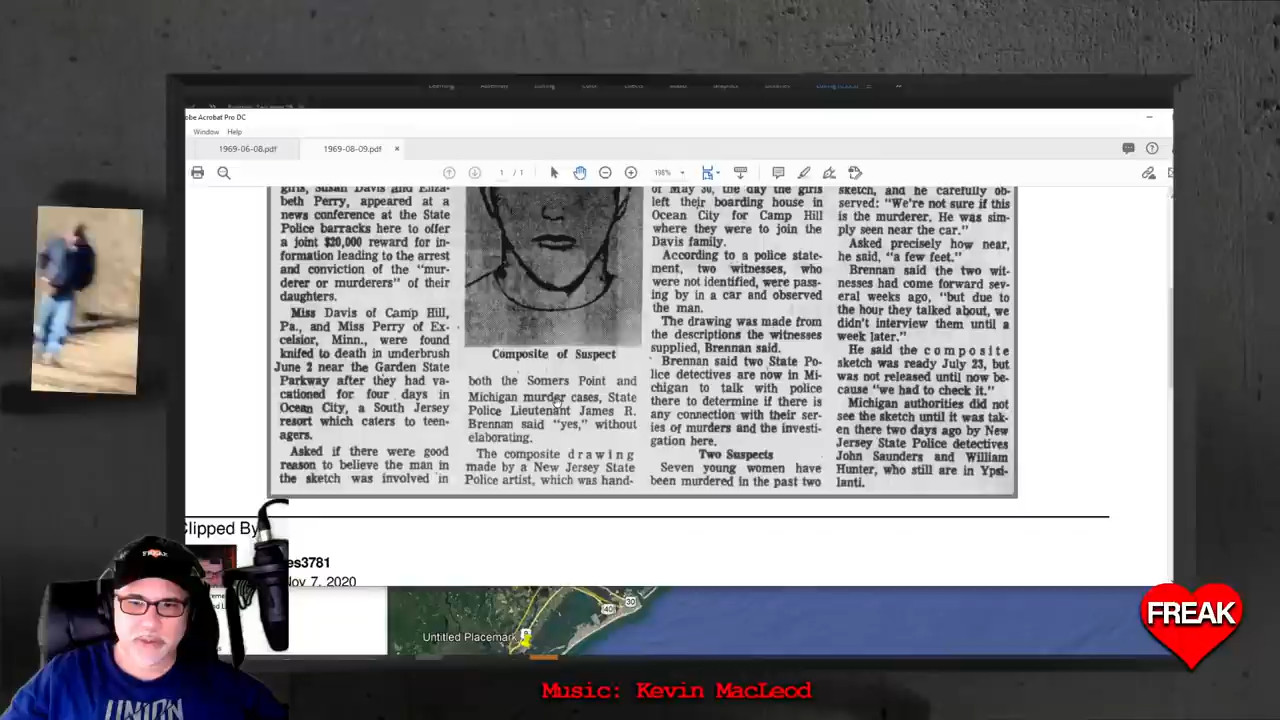 obe Acrobat Pro DC
Window Help
1969-06-08.pdf
1969-08-09.pdf ×
1 / 1
198%
girls, Susan Davis and Eliza-
beth Perry, appeared at a
news conference at the State
Police barracks here to offer
a joint $20,000 reward for in-
formation leading to the arrest
and conviction of the "mur-
derer or murderers" of their
daughters.
Miss Davis of Camp Hill,
Pa., and Miss Perry of Ex-
celsior, Minn., were found
knifed to death in underbrush
June 2 near the Garden State
Parkway after they had va-
cationed for four days in
Ocean City, a South Jersey
resort which caters to teen-
agers.
Asked if there were good
reason to believe the man in
the sketch was involved in
Composite of Suspect
both the Somers Point and
Michigan murder cases, State
Police Lieutenant James R.
Brennan said "yes," without
elaborating.
The composite drawing
made by a New Jersey State
Police artist, which was hand-
of May 30, the day the girls
left their boarding house in
Ocean City for Camp Hill
where they were to join the
Davis family.
According to a police state-
ment, two witnesses, who
were not identified, were pass-
ing by in a car and observed
the man.
The drawing was made from
the descriptions the witnesses
supplied, Brennan said.
Brennan said two State Po-
lice detectives are now in Mi-
chigan to talk with police
there to determine if there is
any connection with their ser-
ies of murders and the investi-
gation here.
Two Suspects
Seven young women have
been murdered in the past two
sketch, and he carefully ob-
served: "We're not sure if this
is the murderer. He was sim-
ply seen near the car."
Asked precisely how near,
he said, "a few feet."
Brennan said the two wit-
nesses had come forward sev-
eral weeks ago, "but due to
the hour they talked about, we
didn't interview them until a
week later."
He said the composite
sketch was ready July 23, but
was not released until now be-
cause "we had to check it."
Michigan authorities did not
see the sketch until it was tak-
en there two days ago by New
Jersey State Police detectives
John Saunders and William
Hunter, who still are in Ypsi-
lanti.
Clipped By
es3781
Nov 7, 2020
Untitled Placemark
30
FREAK
UNION
FREAK
Music: Kevin MacLeod